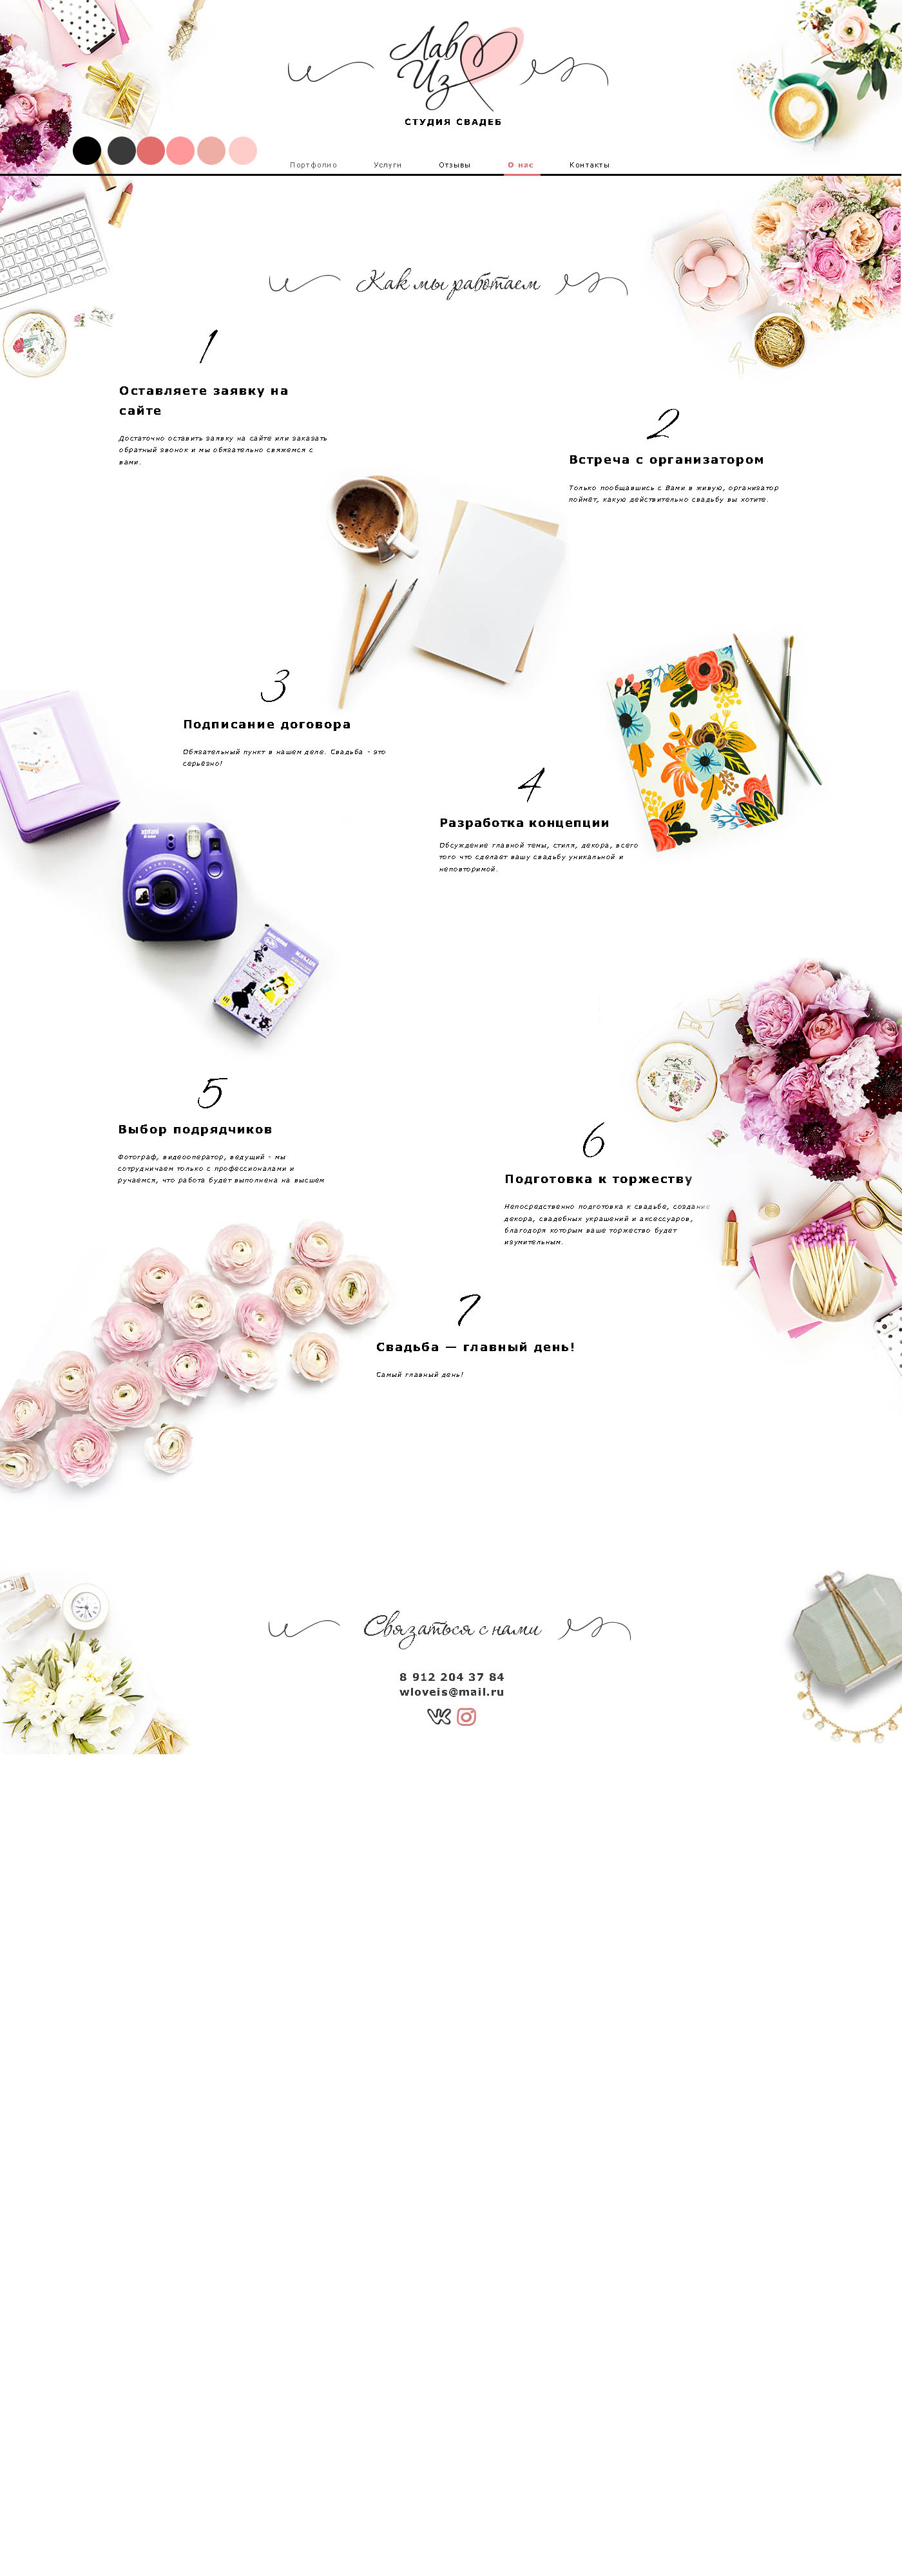 Лав
Из
СТУДИЯ СВАДЕБ
Портфолио Услуги Отзывы О нас Контакты
Как мы работаем
1
Оставляете заявку на
сайте
Достаточно оставить заявку на сайте или заказать
обратный звонок и мы обязательно свяжемся с
вами.
2
Встреча с организатором
Только пообщавшись с Вами в живую, организатор
поймёт, какую действительно свадьбу вы хотите.
3
Подписание договора
Обязательный пункт в нашем деле. Свадьба - это
серьёзно!
4
Разработка концепции
Обсуждение главной темы, стиля, декора, всего
того что сделает вашу свадьбу уникальной и
неповторимой.
5
Выбор подрядчиков
Фотограф, видеооператор, ведущий - мы
сотрудничаем только с профессионалами и
ручаемся, что работа будет выполнена на высшем
6
Подготовка к торжеству
Непосредственно подготовка к свадьбе, создание
декора, свадебных украшений и аксессуаров,
благодоря которым ваше торжество будет
изумительным.
7
Свадьба — главный день!
Самый главный день!
Связаться с нами
8 912 204 37 84
wloveis@mail.ru